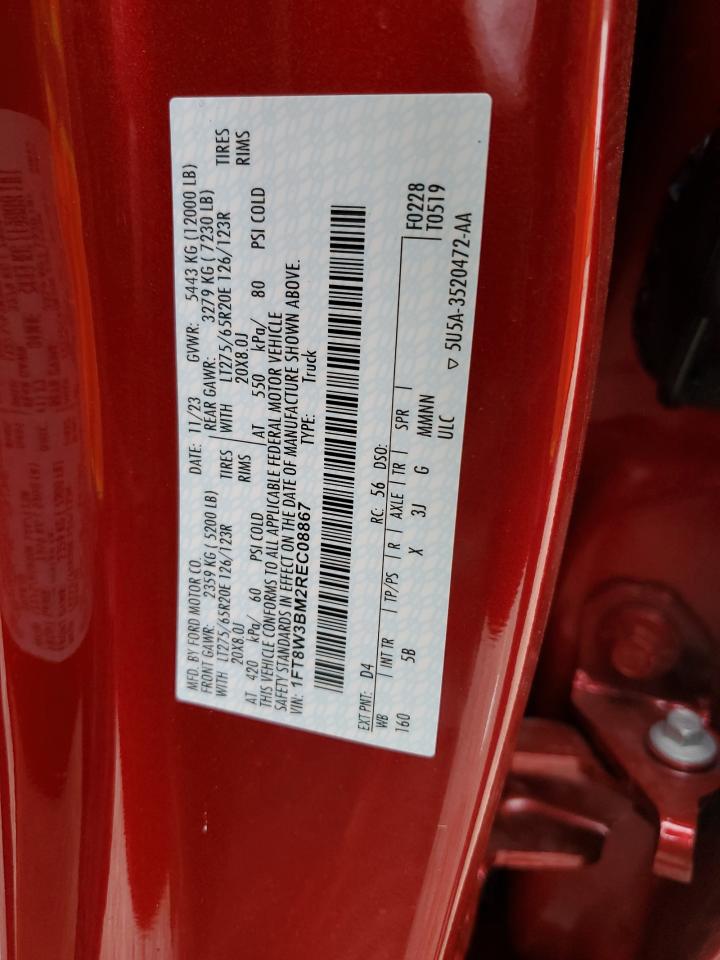 MFD. BY FORD MOTOR CO.
DATE: 11/23 GVWR: 5443 KG (12000 LB)
FRONT GAWR: 2359 KG ( 5200 LB) REAR GAWR: 3279 KG ( 7230 LB)
WITH LT275/65R20E 126/123R TIRES WITH LT275/65R20E 126/123R TIRES
20X8.0J RIMS 20X8.0J RIMS
AT 420 kPa/ 60 PSI COLD AT 550 kPa/ 80 PSI COLD
THIS VEHICLE CONFORMS TO ALL APPLICABLE FEDERAL MOTOR VEHICLE
SAFETY STANDARDS IN EFFECT ON THE DATE OF MANUFACTURE SHOWN ABOVE.
VIN: 1FT8W3BM2REC08867 TYPE: Truck
EXT PNT: D4 RC: 56 DSO: F0228
WB INT TR TP/PS R AXLE TR SPR T0519
160 5B X 3J G MMNN
ULC ▽ 5U5A-3520472-AA